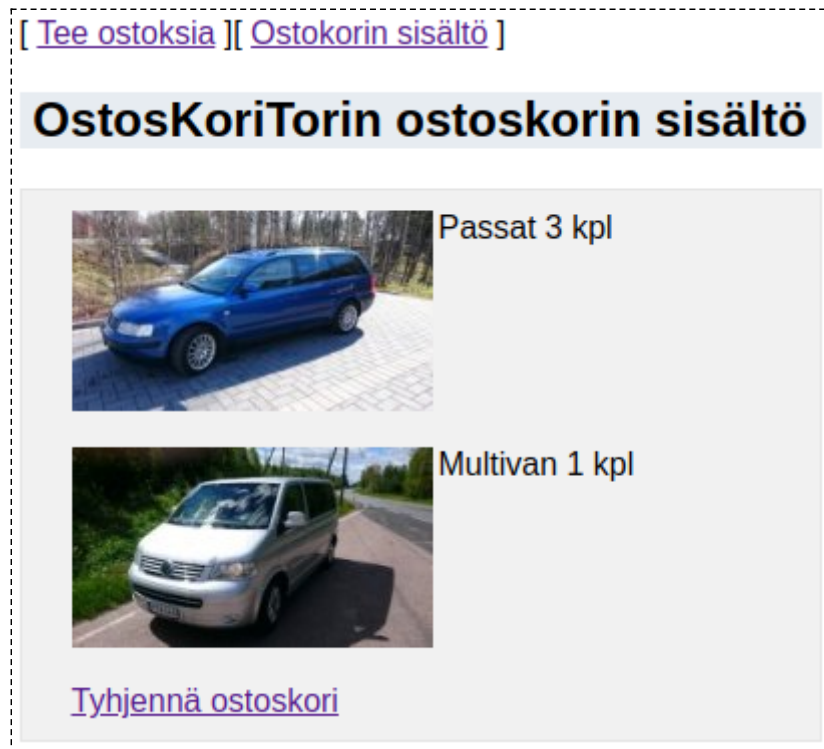 [ Tee ostoksia ][ Ostokorin sisältö ]
OstosKoriTorin ostoskorin sisältö
Passat 3 kpl
Multivan 1 kpl
Tyhjennä ostoskori